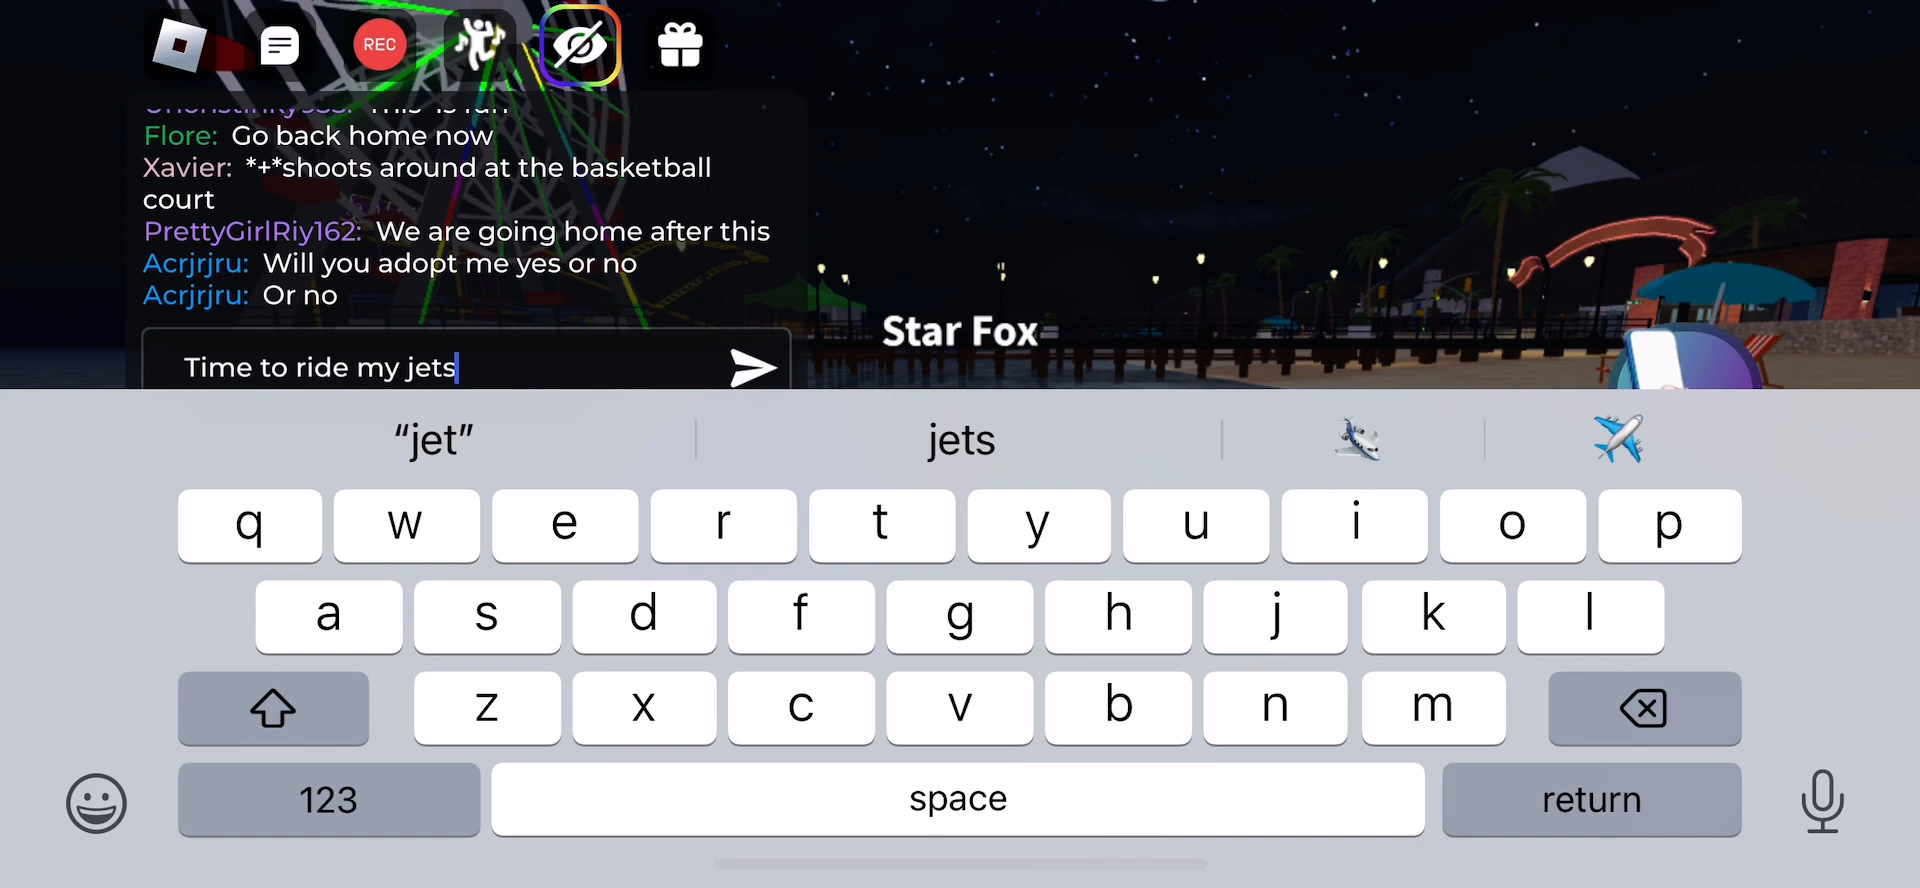 REC
Flore: Go back home now
Xavier: *+*shoots around at the basketball
court
PrettyGirlRiy162: We are going home after this
Acrjrjru: Will you adopt me yes or no
Acrjrjru: Or no
Star Fox
Time to ride my jets
“jet” jets
q w e r t y u i o p
a s d f g h j k l
z x c v b n m
123 space return